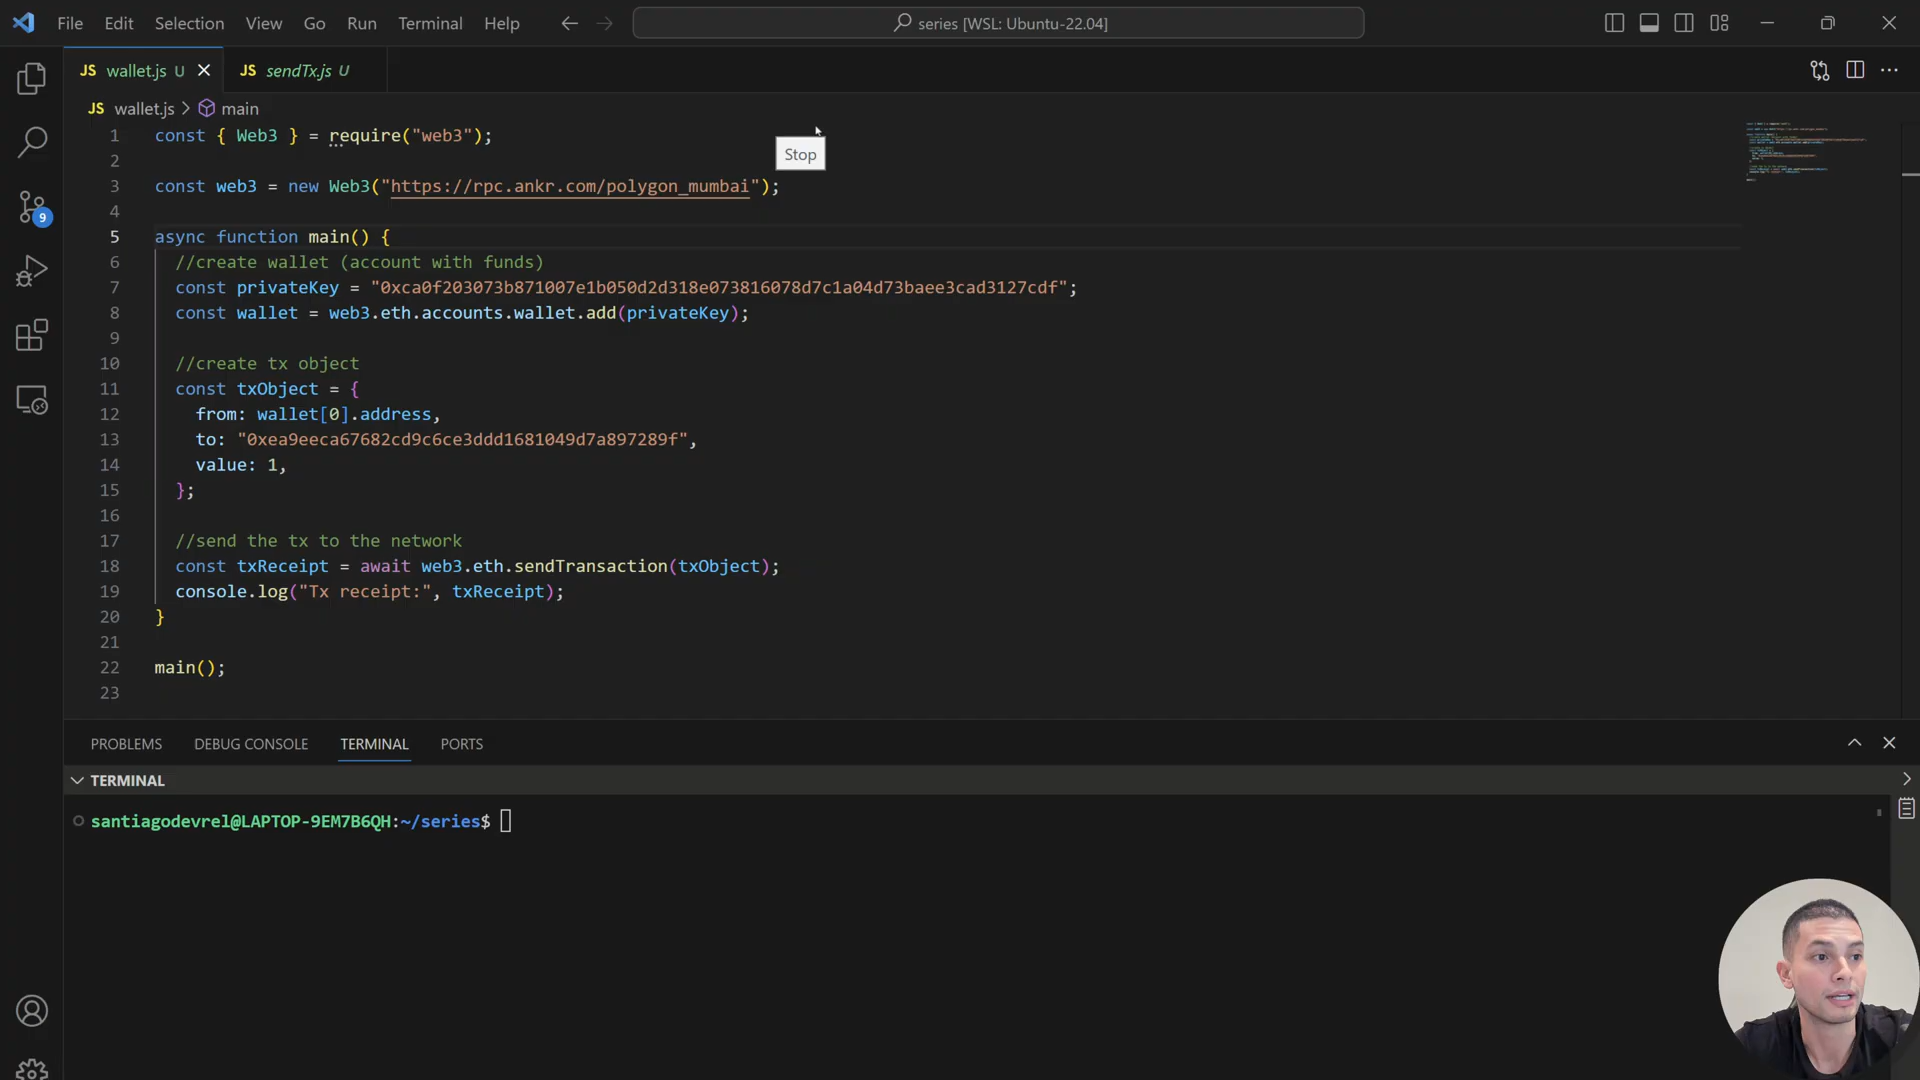 File Edit Selection View Go Run Terminal Help series [WSL: Ubuntu-22.04]
JS wallet.js U JS sendTx.js U
JS wallet.js > main
1 const { Web3 } = require("web3");
2
3 const web3 = new Web3("https://rpc.ankr.com/polygon_mumbai");
4
5 async function main() {
6 //create wallet (account with funds)
7 const privateKey = "0xca0f203073b871007e1b050d2d318e073816078d7c1a04d73baee3cad3127cdf";
8 const wallet = web3.eth.accounts.wallet.add(privateKey);
9
10 //create tx object
11 const txObject = {
12 from: wallet[0].address,
13 to: "0xea9eeca67682cd9c6ce3ddd1681049d7a897289f",
14 value: 1,
15 };
16
17 //send the tx to the network
18 const txReceipt = await web3.eth.sendTransaction(txObject);
19 console.log("Tx receipt:", txReceipt);
20 }
21
22 main();
23
Stop
9
PROBLEMS DEBUG CONSOLE TERMINAL PORTS
TERMINAL
santiagodevrel@LAPTOP-9EM7B6QH:~/series$